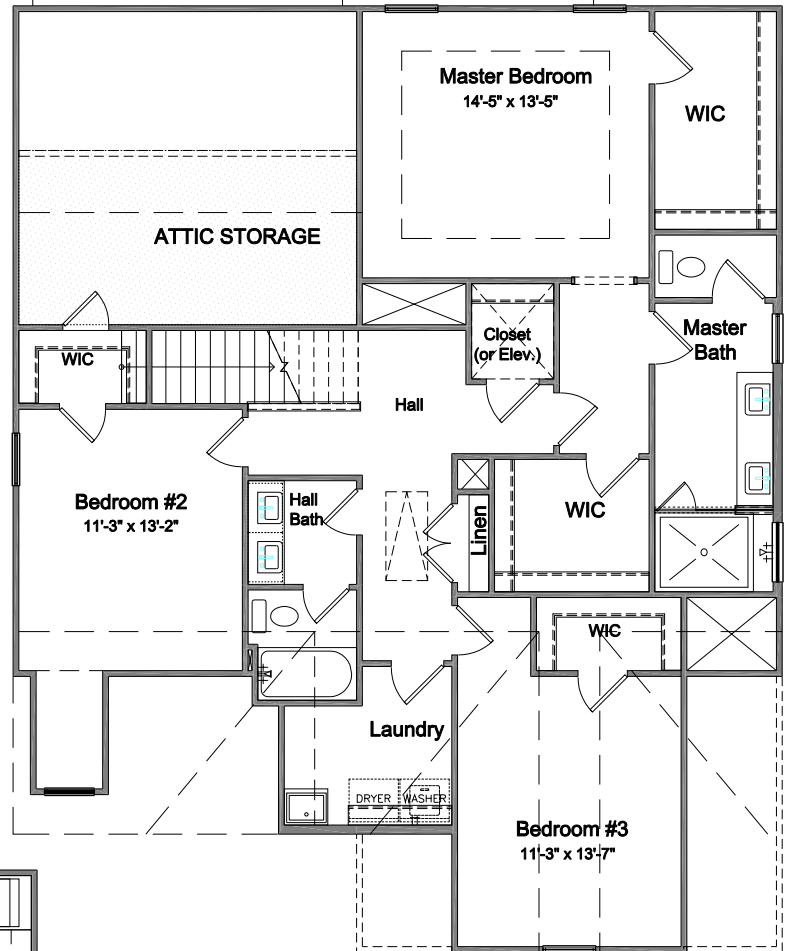 Master Bedroom
14'-5" x 13'-5"
WIC
ATTIC STORAGE
WIC
Closet
(or Elev.)
Master
Bath
Hall
Bedroom #2
11'-3" x 13'-2"
Hall
Bath
Linen
WIC
WIC
Laundry
DRYER
WASHER
Bedroom #3
11'-3" x 13'-7"